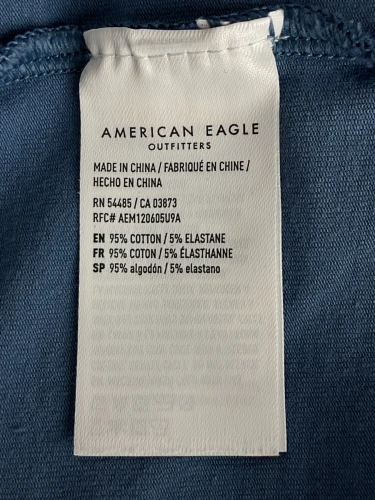 AMERICAN EAGLE
OUTFITTERS
MADE IN CHINA / FABRIQUÉ EN CHINE /
HECHO EN CHINA
RN 54485 / CA 03873
RFC# AEM120605U9A
EN 95% COTTON / 5% ELASTANE
FR 95% COTON / 5% ÉLASTHANNE
SP 95% algodón / 5% elastano